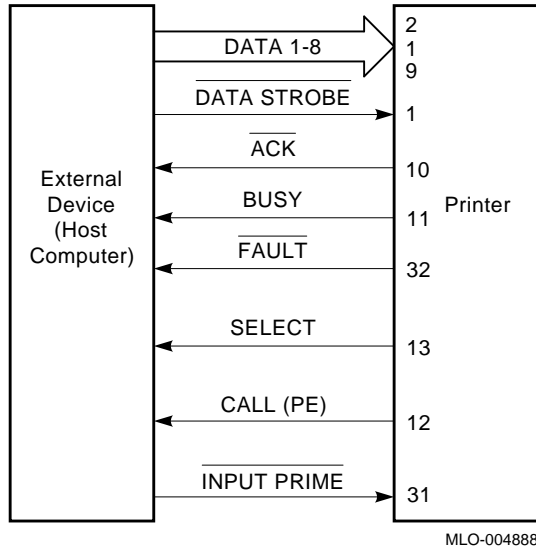 2
DATA 1-8
1
9
DATA STROBE
1
ACK
10
External
Device
(Host
Computer)
BUSY
11
Printer
FAULT
32
SELECT
13
CALL (PE)
12
INPUT PRIME
31
MLO-004888